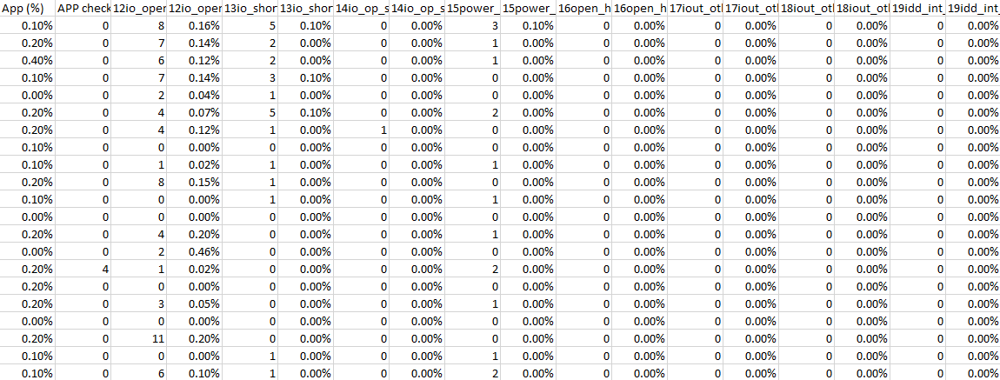 App (%) APP check 12io_oper 12io_oper 13io_shor 13io_shor 14io_op_s 14io_op_s 15power_ 15power_ 16open_h 16open_h 17iout_otl 17iout_otl 18iout_otl 18iout_otl 19idd_int_ 19idd_int_
0.10% 0 8 0.16% 5 0.10% 0 0.00% 3 0.10% 0 0.00% 0 0.00% 0 0.00% 0 0.00%
0.20% 0 7 0.14% 2 0.00% 0 0.00% 1 0.00% 0 0.00% 0 0.00% 0 0.00% 0 0.00%
0.40% 0 6 0.12% 2 0.00% 0 0.00% 1 0.00% 0 0.00% 0 0.00% 0 0.00% 0 0.00%
0.10% 0 7 0.14% 3 0.10% 0 0.00% 0 0.00% 0 0.00% 0 0.00% 0 0.00% 0 0.00%
0.00% 0 2 0.04% 1 0.00% 0 0.00% 0 0.00% 0 0.00% 0 0.00% 0 0.00% 0 0.00%
0.20% 0 4 0.07% 5 0.10% 0 0.00% 2 0.00% 0 0.00% 0 0.00% 0 0.00% 0 0.00%
0.20% 0 4 0.12% 1 0.00% 1 0.00% 0 0.00% 0 0.00% 0 0.00% 0 0.00% 0 0.00%
0.10% 0 0 0.00% 0 0.00% 0 0.00% 0 0.00% 0 0.00% 0 0.00% 0 0.00% 0 0.00%
0.10% 0 1 0.02% 1 0.00% 0 0.00% 1 0.00% 0 0.00% 0 0.00% 0 0.00% 0 0.00%
0.20% 0 8 0.15% 1 0.00% 0 0.00% 0 0.00% 0 0.00% 0 0.00% 0 0.00% 0 0.00%
0.10% 0 0 0.00% 1 0.00% 0 0.00% 1 0.00% 0 0.00% 0 0.00% 0 0.00% 0 0.00%
0.00% 0 0 0.00% 0 0.00% 0 0.00% 0 0.00% 0 0.00% 0 0.00% 0 0.00% 0 0.00%
0.20% 0 4 0.20% 0 0.00% 0 0.00% 1 0.00% 0 0.00% 0 0.00% 0 0.00% 0 0.00%
0.00% 0 2 0.46% 0 0.00% 0 0.00% 0 0.00% 0 0.00% 0 0.00% 0 0.00% 0 0.00%
0.20% 4 1 0.02% 0 0.00% 0 0.00% 2 0.00% 0 0.00% 0 0.00% 0 0.00% 0 0.00%
0.20% 0 0 0.00% 0 0.00% 0 0.00% 0 0.00% 0 0.00% 0 0.00% 0 0.00% 0 0.00%
0.20% 0 3 0.05% 0 0.00% 0 0.00% 1 0.00% 0 0.00% 0 0.00% 0 0.00% 0 0.00%
0.00% 0 0 0.00% 0 0.00% 0 0.00% 0 0.00% 0 0.00% 0 0.00% 0 0.00% 0 0.00%
0.20% 0 11 0.20% 0 0.00% 0 0.00% 0 0.00% 0 0.00% 0 0.00% 0 0.00% 0 0.00%
0.10% 0 0 0.00% 1 0.00% 0 0.00% 1 0.00% 0 0.00% 0 0.00% 0 0.00% 0 0.00%
0.10% 0 6 0.10% 1 0.00% 0 0.00% 2 0.00% 0 0.00% 0 0.00% 0 0.00% 0 0.00%